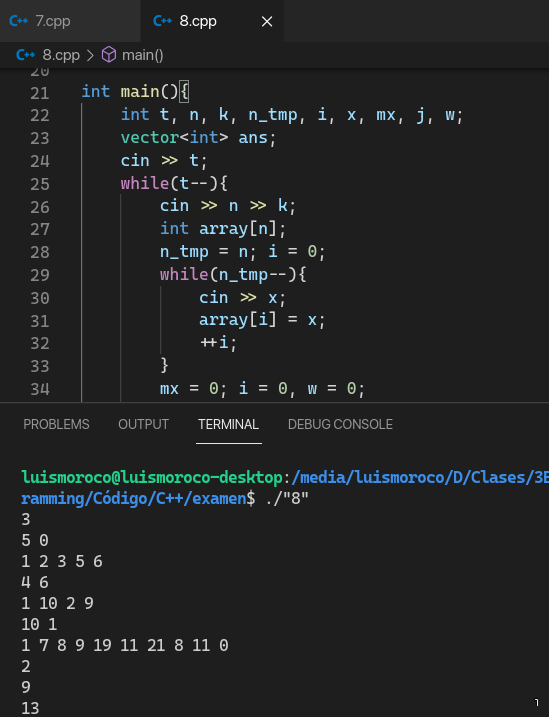 7.cpp 8.cpp
8.cpp > main()
20
21 int main(){
22 int t, n, k, n_tmp, i, x, mx, j, w;
23 vector<int> ans;
24 cin >> t;
25 while(t--){
26 cin >> n >> k;
27 int array[n];
28 n_tmp = n; i = 0;
29 while(n_tmp--){
30 cin >> x;
31 array[i] = x;
32 ++i;
33 }
34 mx = 0; i = 0, w = 0;
PROBLEMS OUTPUT TERMINAL DEBUG CONSOLE
luismoroco@luismoroco-desktop:/media/luismoroco/D/Clases/3E
ramming/Código/C++/examen$ ./"8"
3
5 0
1 2 3 5 6
4 6
1 10 2 9
10 1
1 7 8 9 19 11 21 8 11 0
2
9
13
1